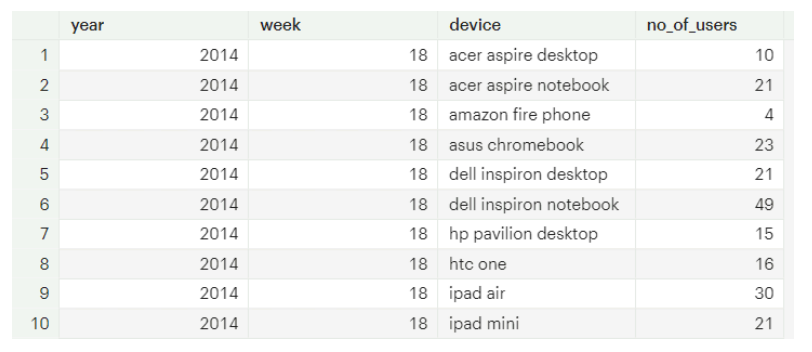 year week device no_of_users
1 2014 18 acer aspire desktop 10
2 2014 18 acer aspire notebook 21
3 2014 18 amazon fire phone 4
4 2014 18 asus chromebook 23
5 2014 18 dell inspiron desktop 21
6 2014 18 dell inspiron notebook 49
7 2014 18 hp pavilion desktop 15
8 2014 18 htc one 16
9 2014 18 ipad air 30
10 2014 18 ipad mini 21